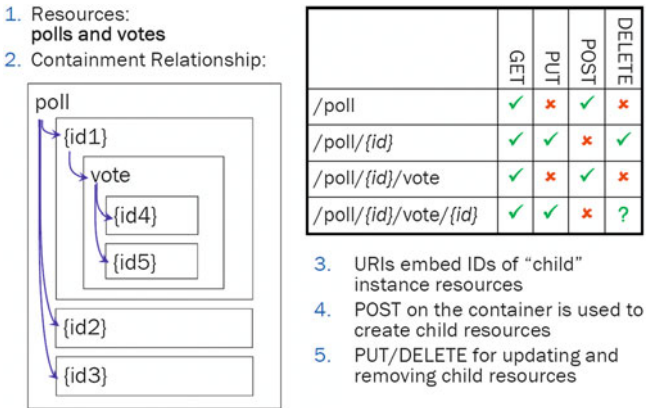 1. Resources:
polls and votes
2. Containment Relationship:
poll
{id1}
vote
{id4}
{id5}
{id2}
{id3}
GET PUT POST DELETE
/poll ✓ ✘ ✓ ✘
/poll/{id} ✓ ✓ ✘ ✓
/poll/{id}/vote ✓ ✘ ✓ ✘
/poll/{id}/vote/{id} ✓ ✓ ✘ ?
3. URIs embed IDs of “child”
instance resources
4. POST on the container is used to
create child resources
5. PUT/DELETE for updating and
removing child resources